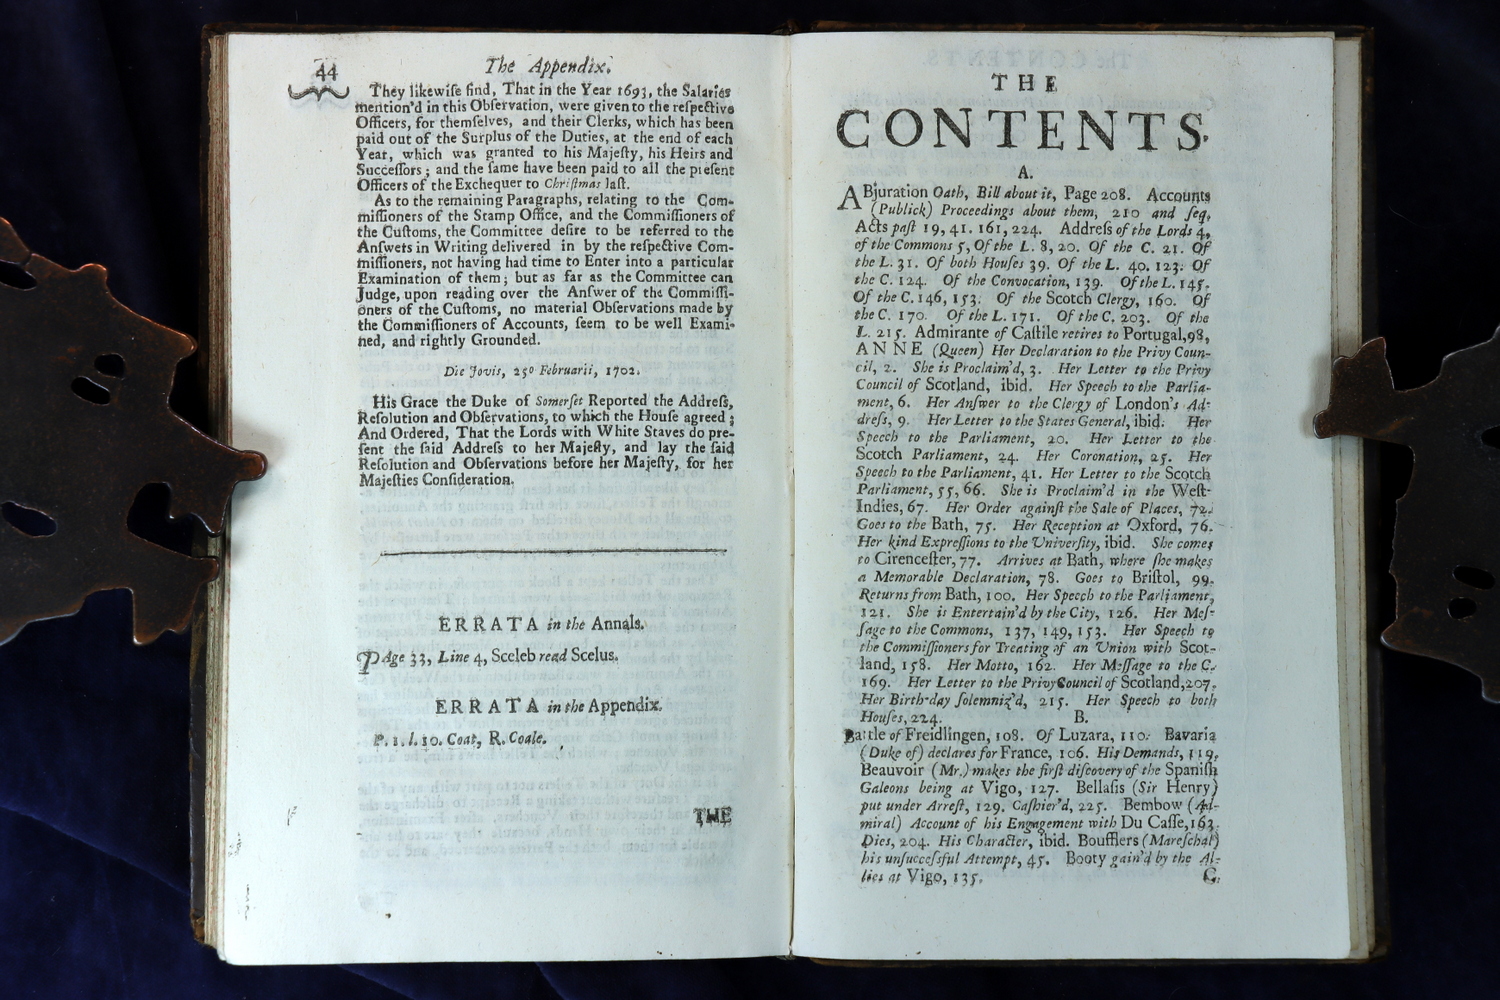 44
The Appendix.
They likewiſe find, That in the Year 1693, the Salaries
mention'd in this Obſervation, were given to the reſpective
Officers, for themſelves, and their Clerks, which has been
paid out of the Surplus of the Duties, at the end of each
Year, which was granted to his Majeſty, his Heirs and
Succeſſors; and the ſame have been paid to all the preſent
Officers of the Exchequer to Chriſtmas laſt.
As to the remaining Paragraphs, relating to the Com-
miſſioners of the Stamp Office, and the Commiſſioners of
the Cuſtoms, the Committee deſire to be referred to the
Anſwets in Writing delivered in by the reſpective Com-
miſſioners, not having had time to Enter into a particular
Examination of them; but as far as the Committee can
Judge, upon reading over the Anſwer of the Commiſſi-
oners of the Cuſtoms, no material Obſervations made by
the Commiſſioners of Accounts, ſeem to be well Exami-
ned, and rightly Grounded.
Die Jovis, 25o Februarii, 1702.
His Grace the Duke of Somerſet Reported the Addreſs,
Reſolution and Obſervations, to which the Houſe agreed;
And Ordered, That the Lords with White Staves do pre-
ſent the ſaid Addreſs to her Majeſty, and lay the ſaid
Reſolution and Obſervations before her Majeſty, for her
Majeſties Conſideration.
ERRATA in the Annals.
PAge 33, Line 4, Sceleb read Scelus.
ERRATA in the Appendix.
P. 1. l. 30. Coat, R. Coale.
THE
THE
CONTENTS.
A.
ABjuration Oath, Bill about it, Page 208. Accounts
(Publick) Proceedings about them, 210 and ſeq.
Acts paſt 19, 41. 161, 224. Addreſs of the Lords 4,
of the Commons 5, Of the L. 8, 20. Of the C. 21. Of
the L. 31. Of both Houſes 39. Of the L. 40. 123. Of
the C. 124. Of the Convocation, 139. Of the L. 145.
Of the C. 146, 153. Of the Scotch Clergy, 160. Of
the C. 170. Of the L. 171. Of the C. 203. Of the
L. 215. Admirante of Caſtile retires to Portugal, 98,
ANNE (Queen) Her Declaration to the Privy Coun-
cil, 2. She is Proclaim'd, 3. Her Letter to the Privy
Council of Scotland, ibid. Her Speech to the Parlia-
ment, 6. Her Anſwer to the Clergy of London's Ad-
dreſs, 9. Her Letter to the States General, ibid. Her
Speech to the Parliament, 20. Her Letter to the
Scotch Parliament, 24. Her Coronation, 25. Her
Speech to the Parliament, 41. Her Letter to the Scotch
Parliament, 55, 66. She is Proclaim'd in the Weſt-
Indies, 67. Her Order againſt the Sale of Places, 72.
Goes to the Bath, 75. Her Reception at Oxford, 76.
Her kind Expreſſions to the Univerſity, ibid. She comes
to Cirenceſter, 77. Arrives at Bath, where ſhe makes
a Memorable Declaration, 78. Goes to Briſtol, 99.
Returns from Bath, 100. Her Speech to the Parliament,
121. She is Entertain'd by the City, 126. Her Meſ-
ſage to the Commons, 137, 149, 153. Her Speech to
the Commiſſioners for Treating of an Union with Scot-
land, 158. Her Motto, 162. Her Meſſage to the C.
169. Her Letter to the Privy Council of Scotland, 207.
Her Birth-day ſolemniz'd, 215. Her Speech to both
Houſes, 224.
B.
Battle of Freidlingen, 108. Of Luzara, 110. Bavaria
(Duke of) declares for France, 106. His Demands, 119.
Beauvoir (Mr.) makes the firſt diſcovery of the Spaniſh
Galeons being at Vigo, 127. Bellaſis (Sir Henry)
put under Arreſt, 129. Caſhier'd, 225. Bembow (Ad-
miral) Account of his Engagement with Du Caſſe, 163.
Dies, 204. His Character, ibid. Boufflers (Mareſchal)
his unſucceſsful Attempt, 45. Booty gain'd by the Al-
lies at Vigo, 135.
C.